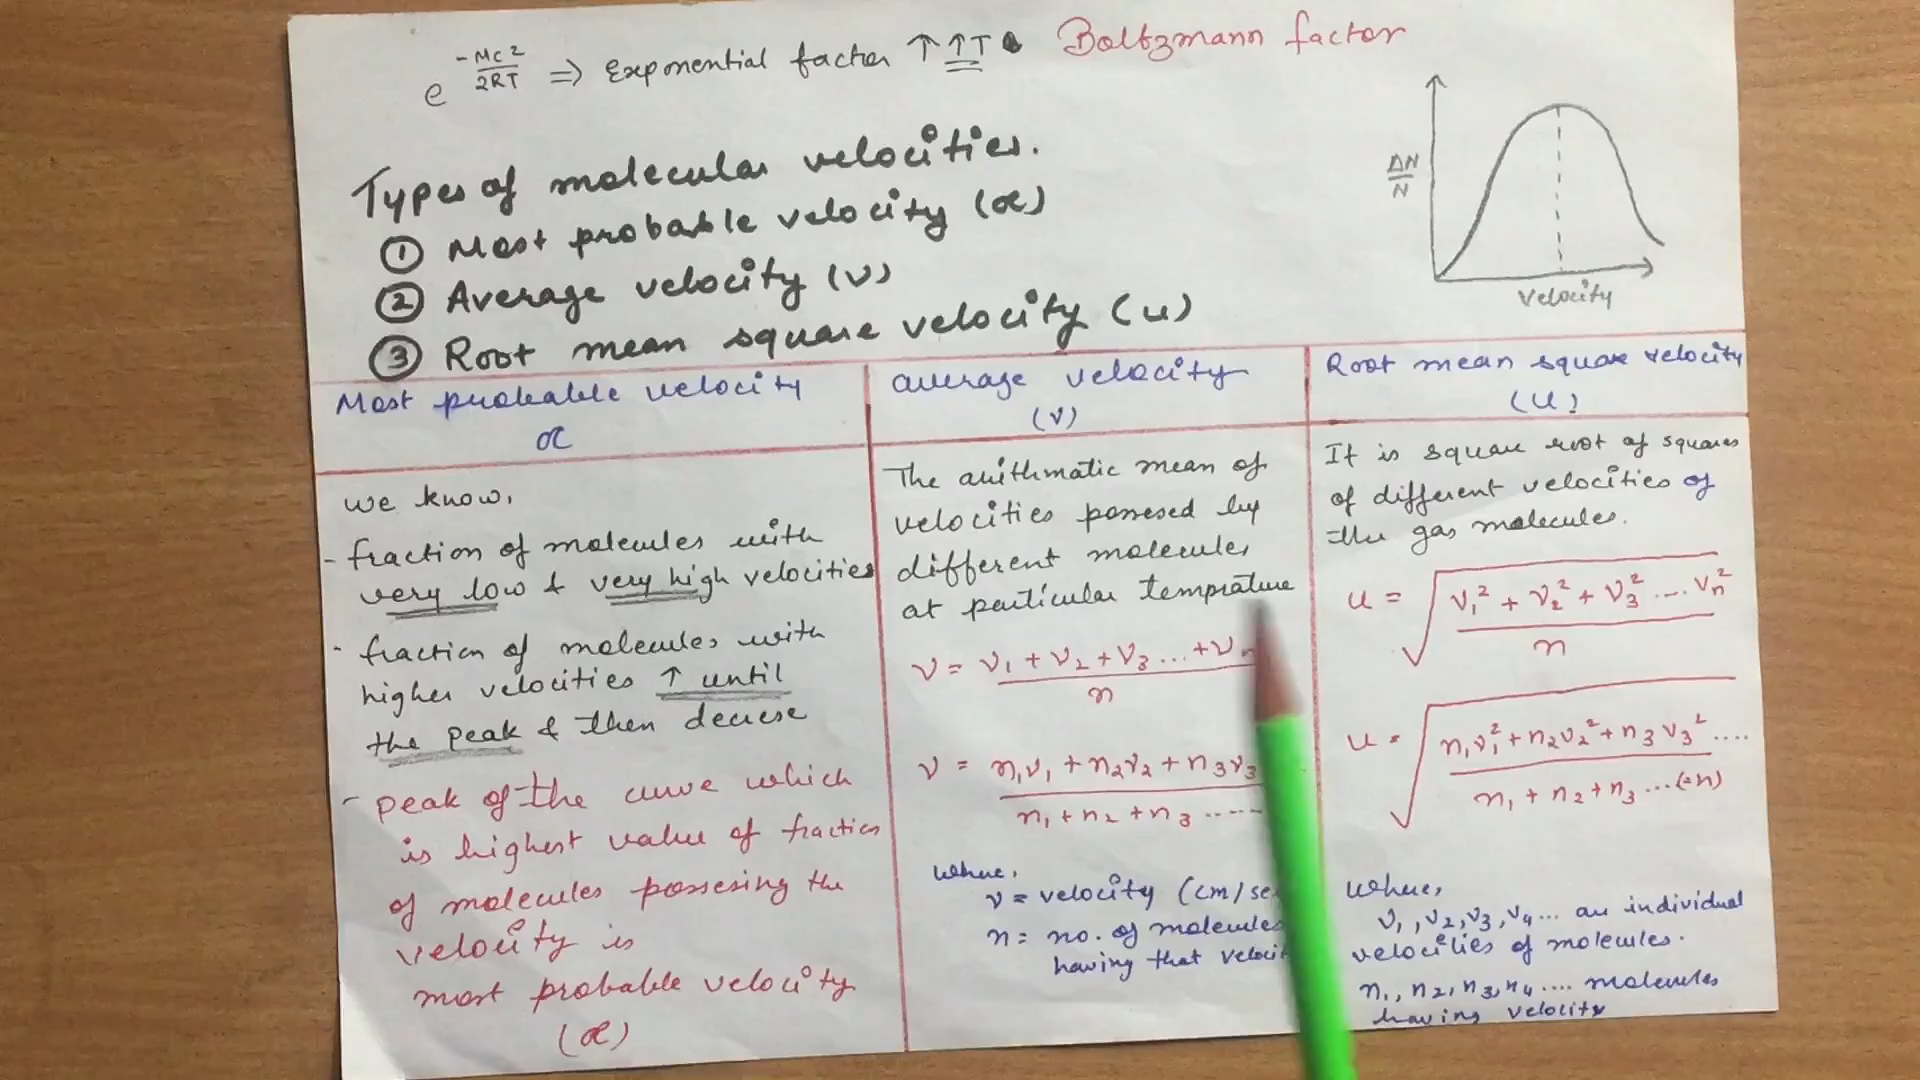 e^(-Mc²/2RT) ⇒ Exponential factor ↑ ↑T Boltzmann factor
ΔN/N
Velocity
Types of molecular velocities.
① Most probable velocity (α)
② Average velocity (v)
③ Root mean square velocity (u)
Most probable velocity
α
we know,
- fraction of molecules with
very low & very high velocities
- fraction of molecules with
higher velocities ↑ until
the peak & then decrese
- peak of the curve which
is highest value of fraction
of molecules possesing the
velocity is
most probable velocity
(α)
average velocity
(v)
The arithmatic mean of
velocities possesed by
different molecules
at particular temprature
v = v₁ + v₂ + v₃ ... + vn
n
v = n₁v₁ + n₂v₂ + n₃v₃
n₁ + n₂ + n₃ .....
where,
v = velocity (cm/se
n = no. of molecules
having that velocit
Root mean square velocity
(u)
It is square root of squares
of different velocities of
the gas molecules.
u = √ v₁² + v₂² + v₃² ... vn²
n
u = √ n₁v₁² + n₂v₂² + n₃v₃² ....
n₁ + n₂ + n₃ ... (=n)
where,
v₁, v₂, v₃, v₄ ... are individual
velocities of molecules.
n₁, n₂, n₃, n₄ .... molecules
having velocity